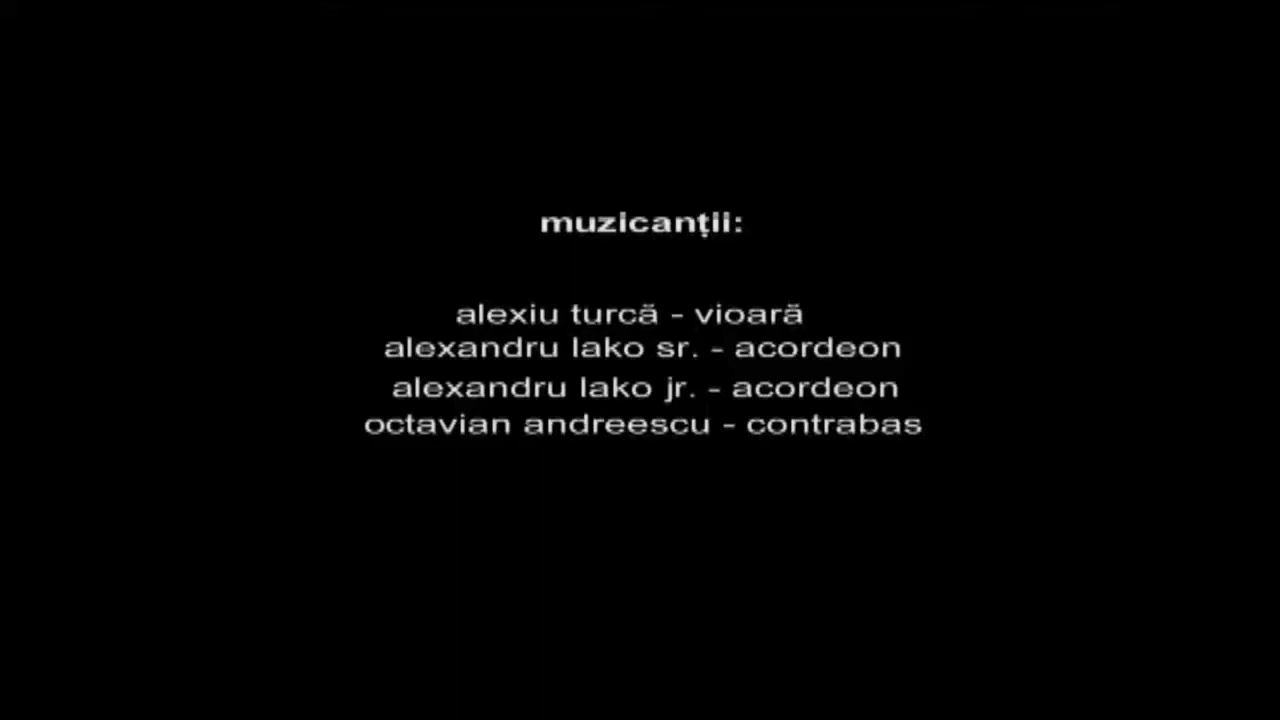 muzicanții:
alexiu turcă - vioară
alexandru lako sr. - acordeon
alexandru lako jr. - acordeon
octavian andreescu - contrabas